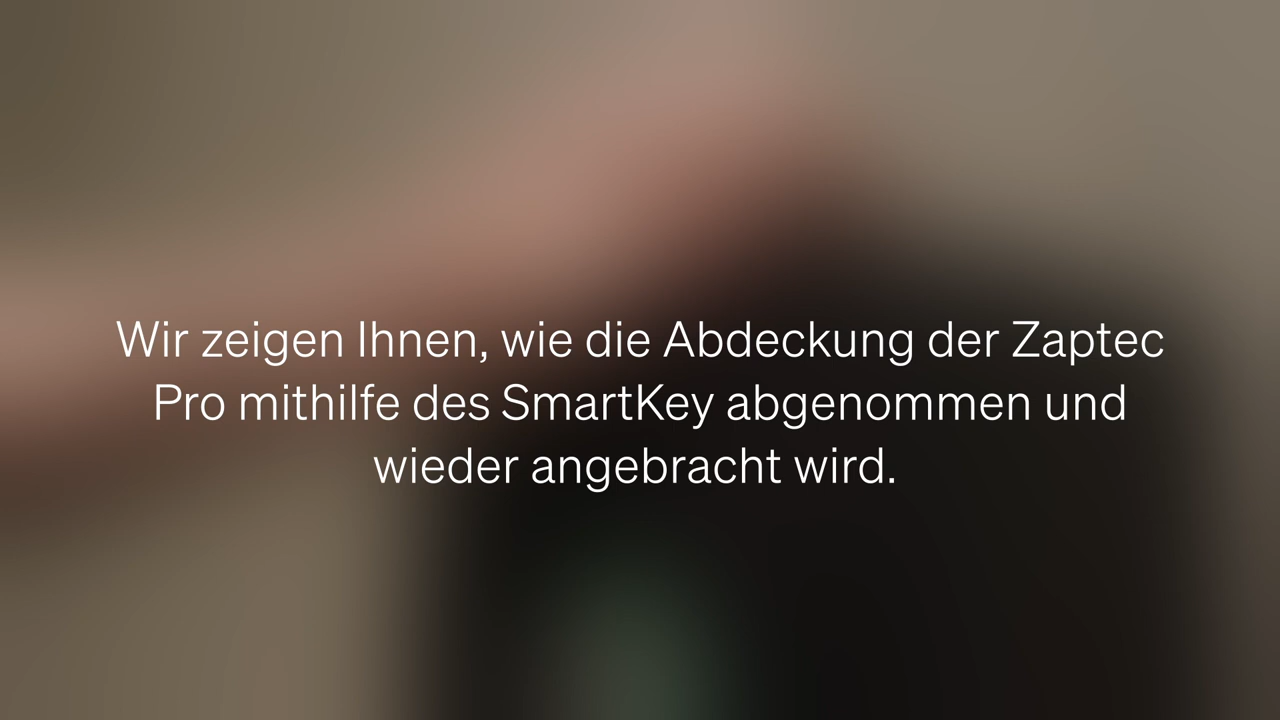 Wir zeigen Ihnen, wie die Abdeckung der Zaptec
Pro mithilfe des SmartKey abgenommen und
wieder angebracht wird.